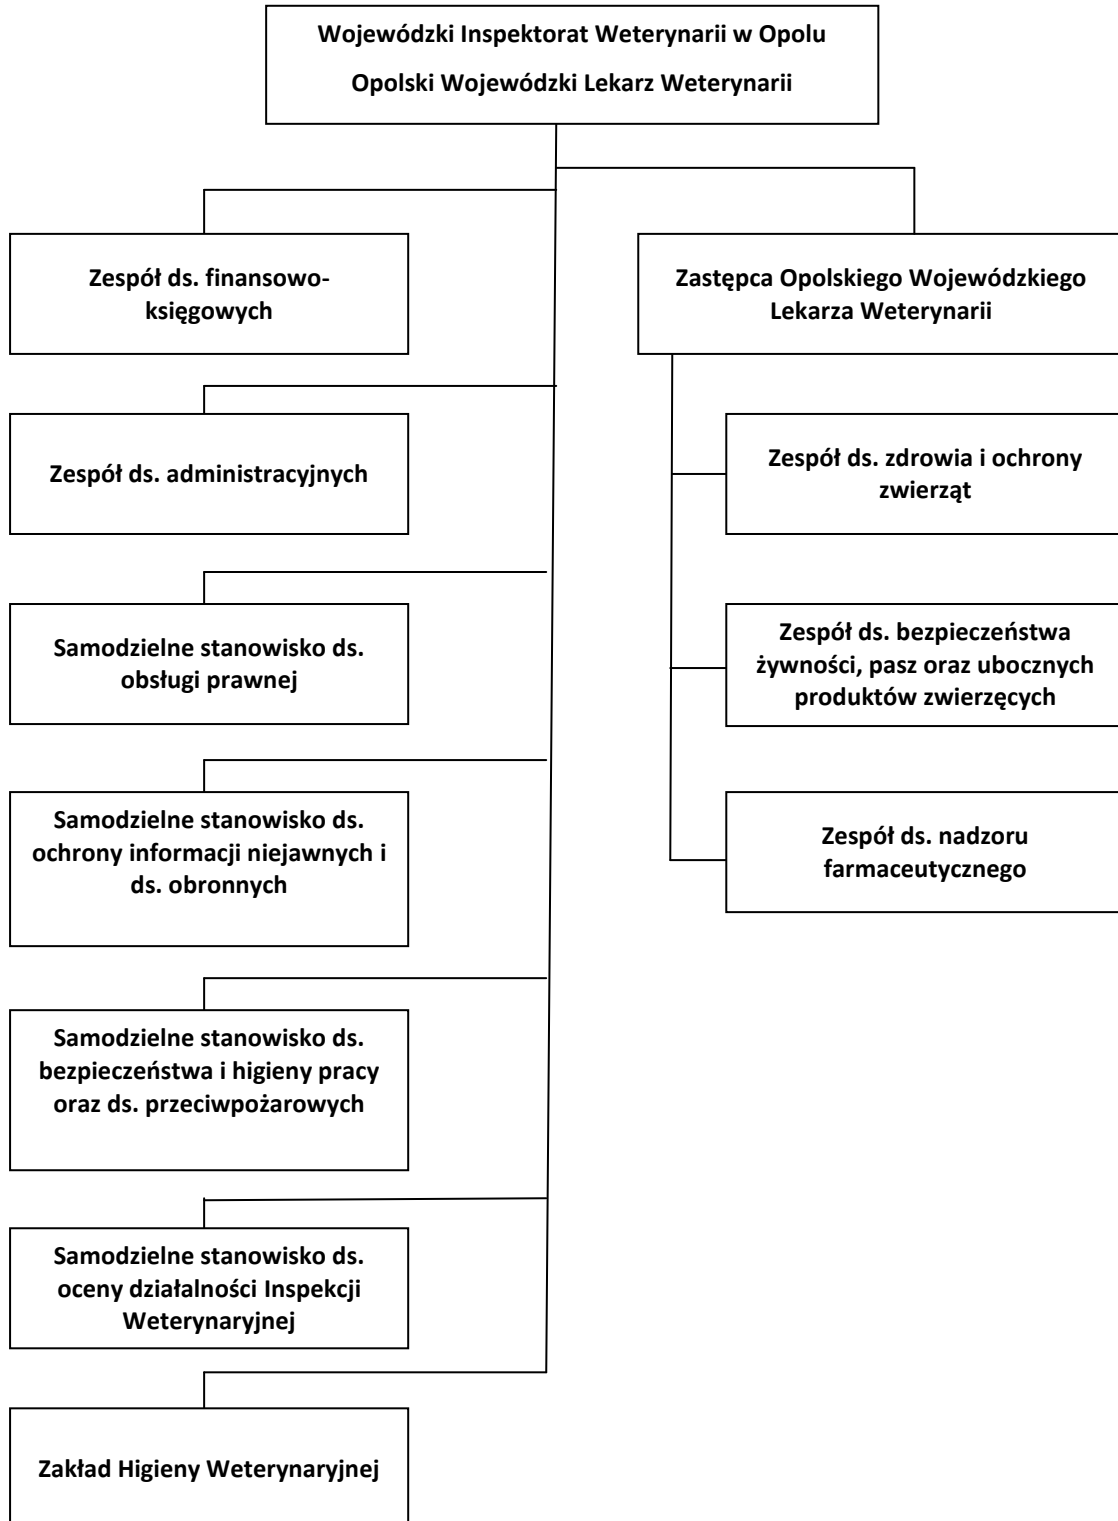 Wojewódzki Inspektorat Weterynarii w Opolu
Opolski Wojewódzki Lekarz Weterynarii
Zespół ds. finansowo-
księgowych
Zastępca Opolskiego Wojewódzkiego
Lekarza Weterynarii
Zespół ds. administracyjnych
Zespół ds. zdrowia i ochrony
zwierząt
Samodzielne stanowisko ds.
obsługi prawnej
Zespół ds. bezpieczeństwa
żywności, pasz oraz ubocznych
produktów zwierzęcych
Samodzielne stanowisko ds.
ochrony informacji niejawnych i
ds. obronnych
Zespół ds. nadzoru
farmaceutycznego
Samodzielne stanowisko ds.
bezpieczeństwa i higieny pracy
oraz ds. przeciwpożarowych
Samodzielne stanowisko ds.
oceny działalności Inspekcji
Weterynaryjnej
Zakład Higieny Weterynaryjnej